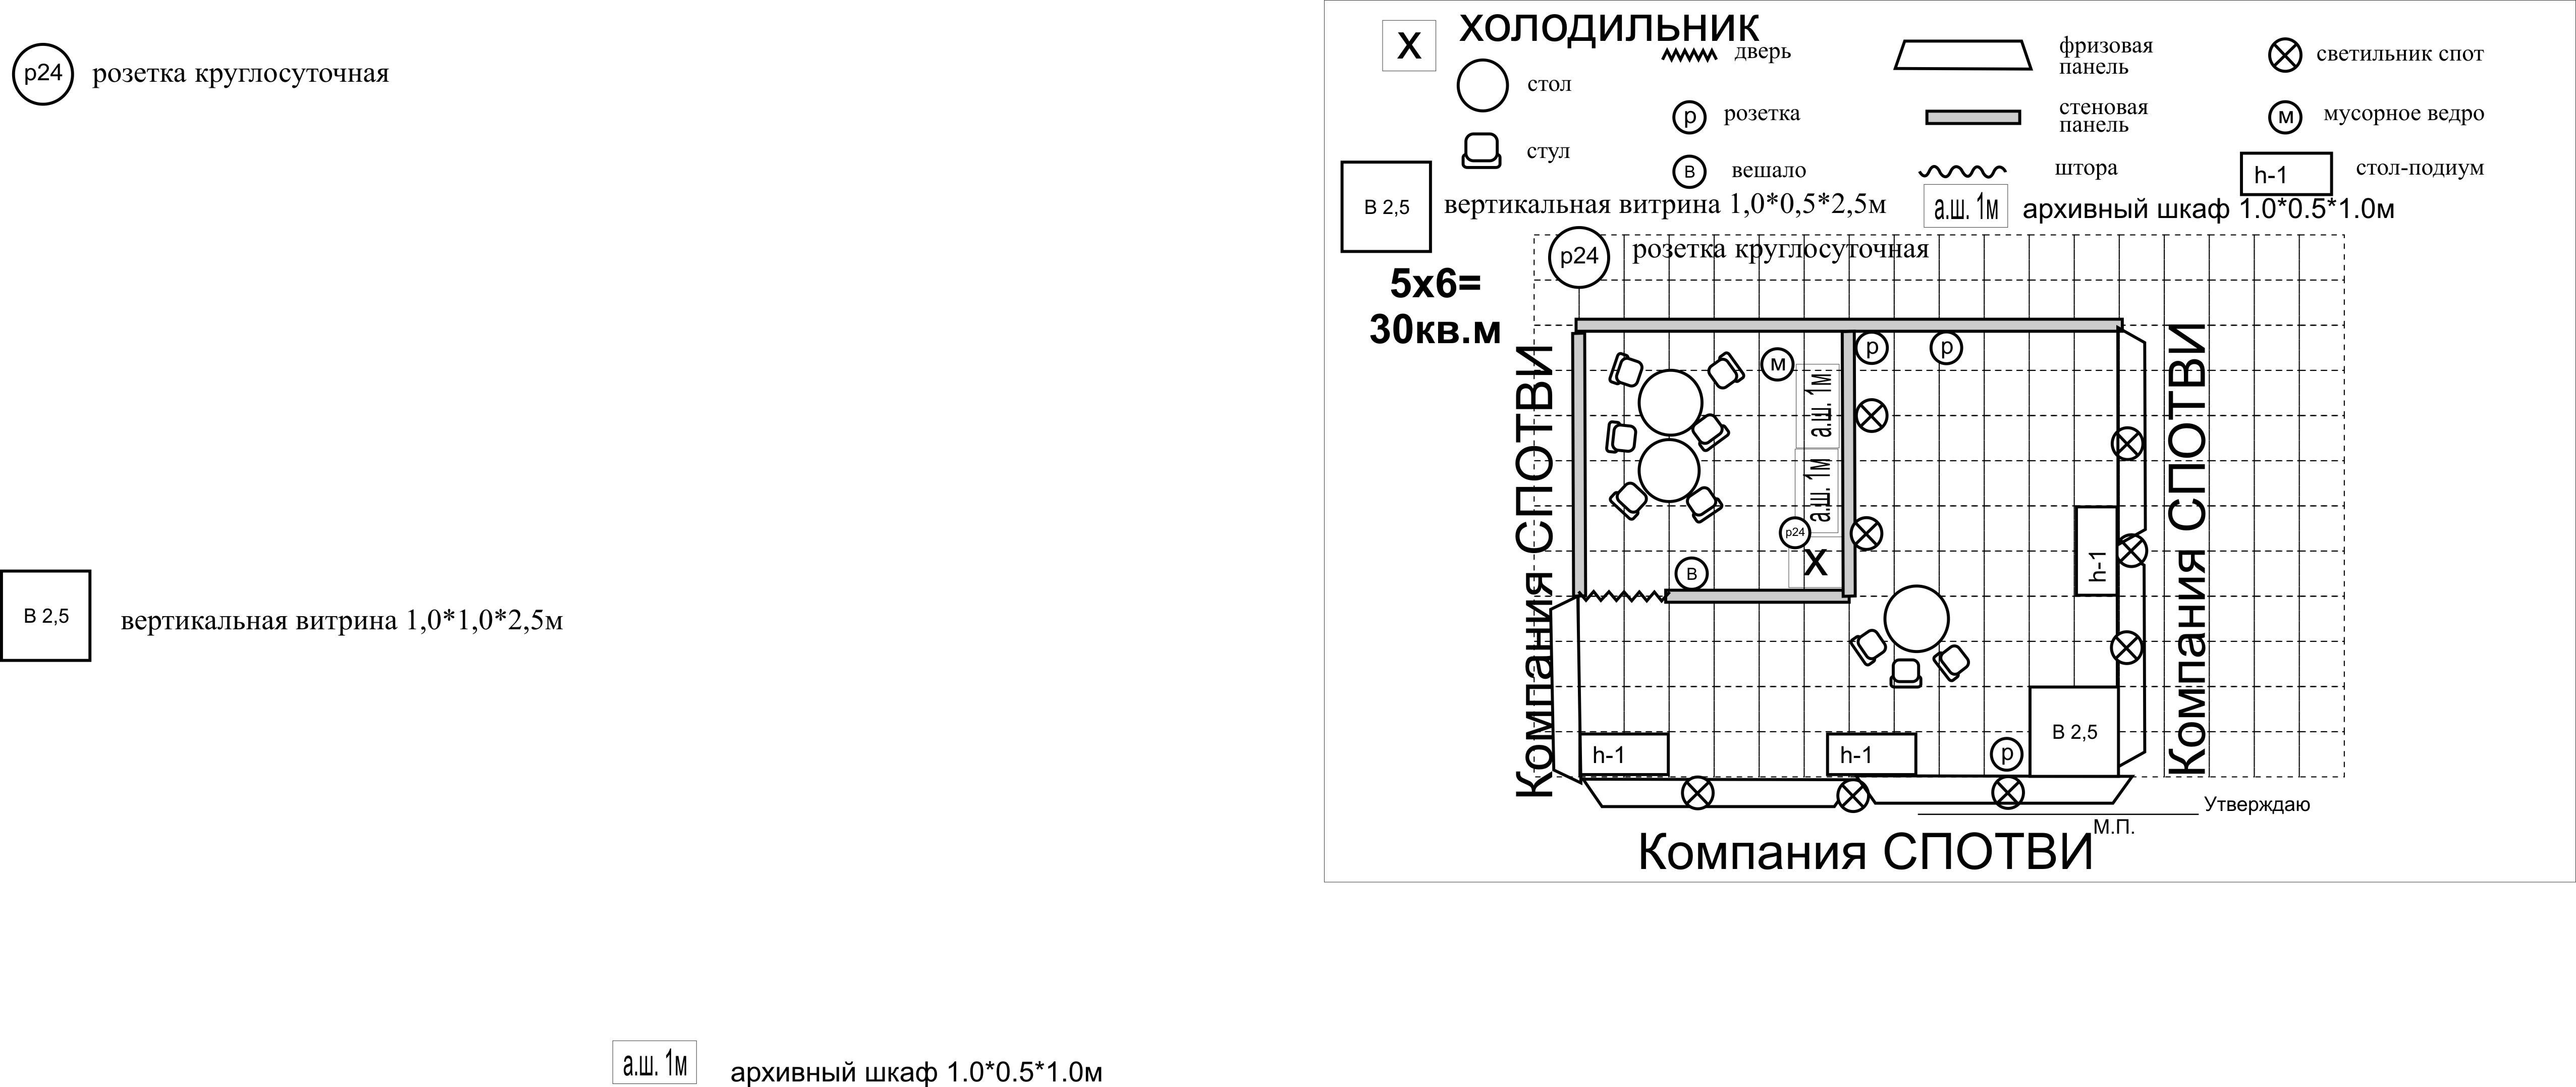 р24 розетка круглосуточная
В 2,5 вертикальная витрина 1,0*1,0*2,5м
а.ш. 1м архивный шкаф 1.0*0.5*1.0м
Х ХОЛОДИЛЬНИК
стол
стул
дверь
р розетка
В вешало
фризовая
панель
стеновая
панель
штора
светильник спот
м мусорное ведро
h-1 стол-подиум
В 2,5 вертикальная витрина 1,0*0,5*2,5м
а.ш. 1м архивный шкаф 1.0*0.5*1.0м
р24 розетка круглосуточная
5х6=
30кв.м
Компания СПОТВИ
м
а.ш. 1м
а.ш. 1м
р24
Х
В
р
р
h-1
h-1
h-1
р
В 2,5
Компания СПОТВИ
Утверждаю
М.П.
Компания СПОТВИ